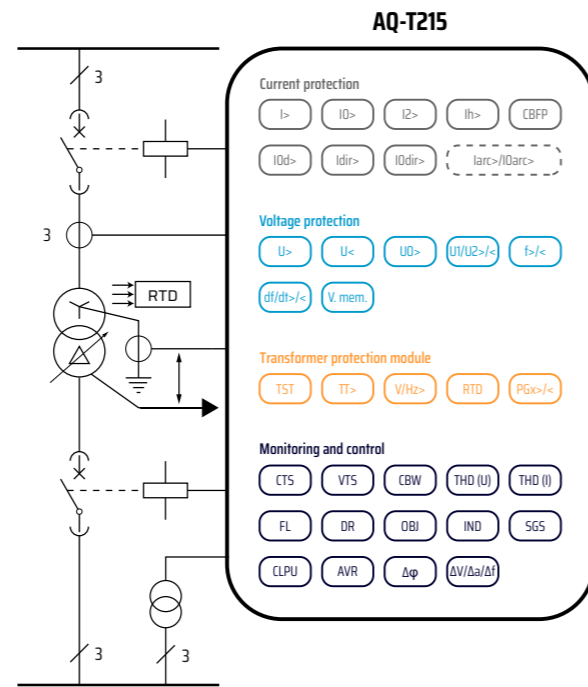 AQ-T215
3
Current protection
I> I0> I2> Ih> CBFP
I0d> Idir> I0dir> Iarc>/I0arc>
3
Voltage protection
U> U< U0> U1/U2>/< f>/<
df/dt>/< V. mem.
RTD
Transformer protection module
TST TT> V/Hz> RTD PGx>/<
Monitoring and control
CTS VTS CBW THD (U) THD (I)
FL DR OBJ IND SGS
CLPU AVR Δφ ΔV/Δa/Δf
3
3